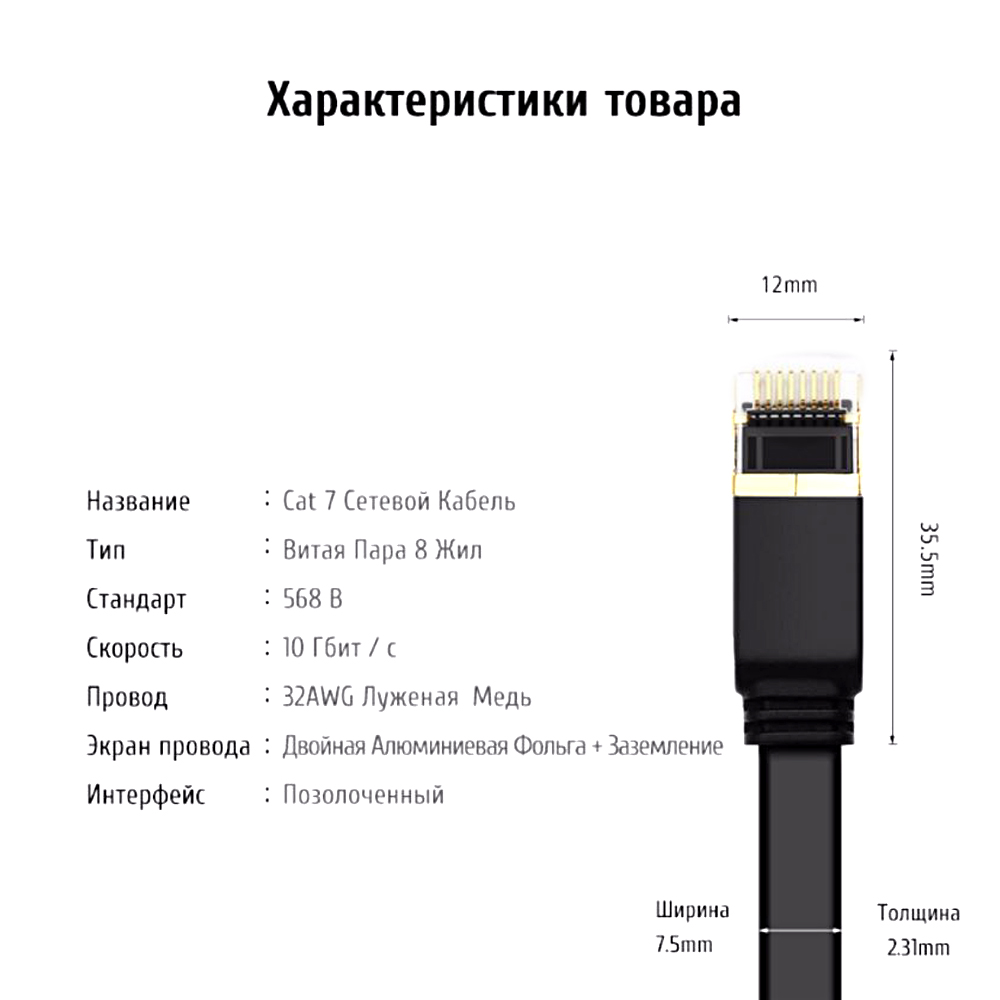 Характеристики товара
12mm
35.5mm
Название : Cat 7 Сетевой Кабель
Тип : Витая Пара 8 Жил
Стандарт : 568 B
Скорость : 10 Гбит / с
Провод : 32AWG Луженая Медь
Экран провода : Двойная Алюминиевая Фольга + Заземление
Интерфейс : Позолоченный
Ширина
7.5mm
Толщина
2.31mm